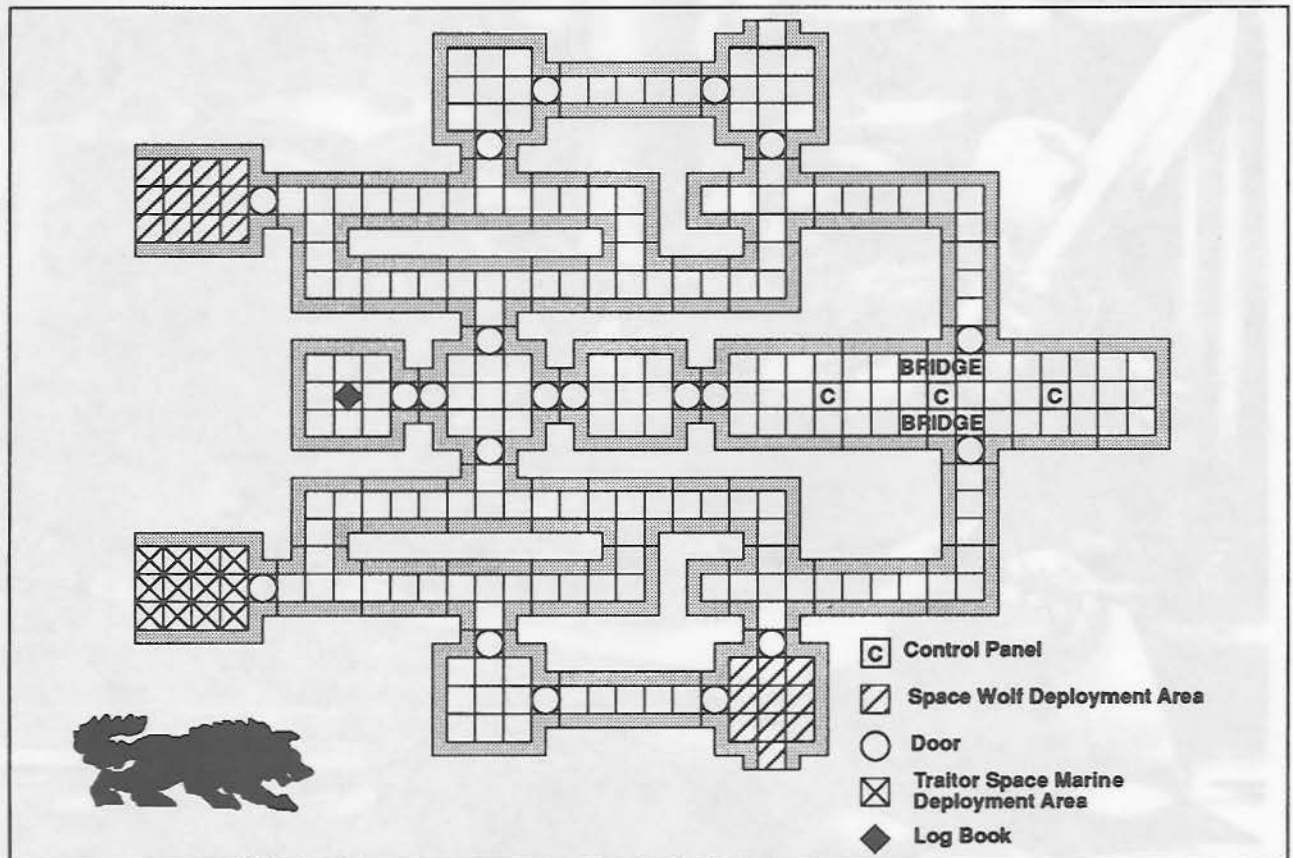 BRIDGE
C C C
BRIDGE
C Control Panel
Space Wolf Deployment Area
Door
Traitor Space Marine
Deployment Area
Log Book